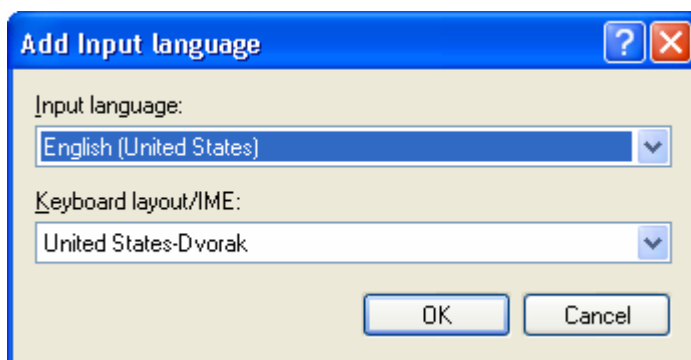 Add Input language
?
Input language:
English (United States)
Keyboard layout/IME:
United States-Dvorak
OK Cancel